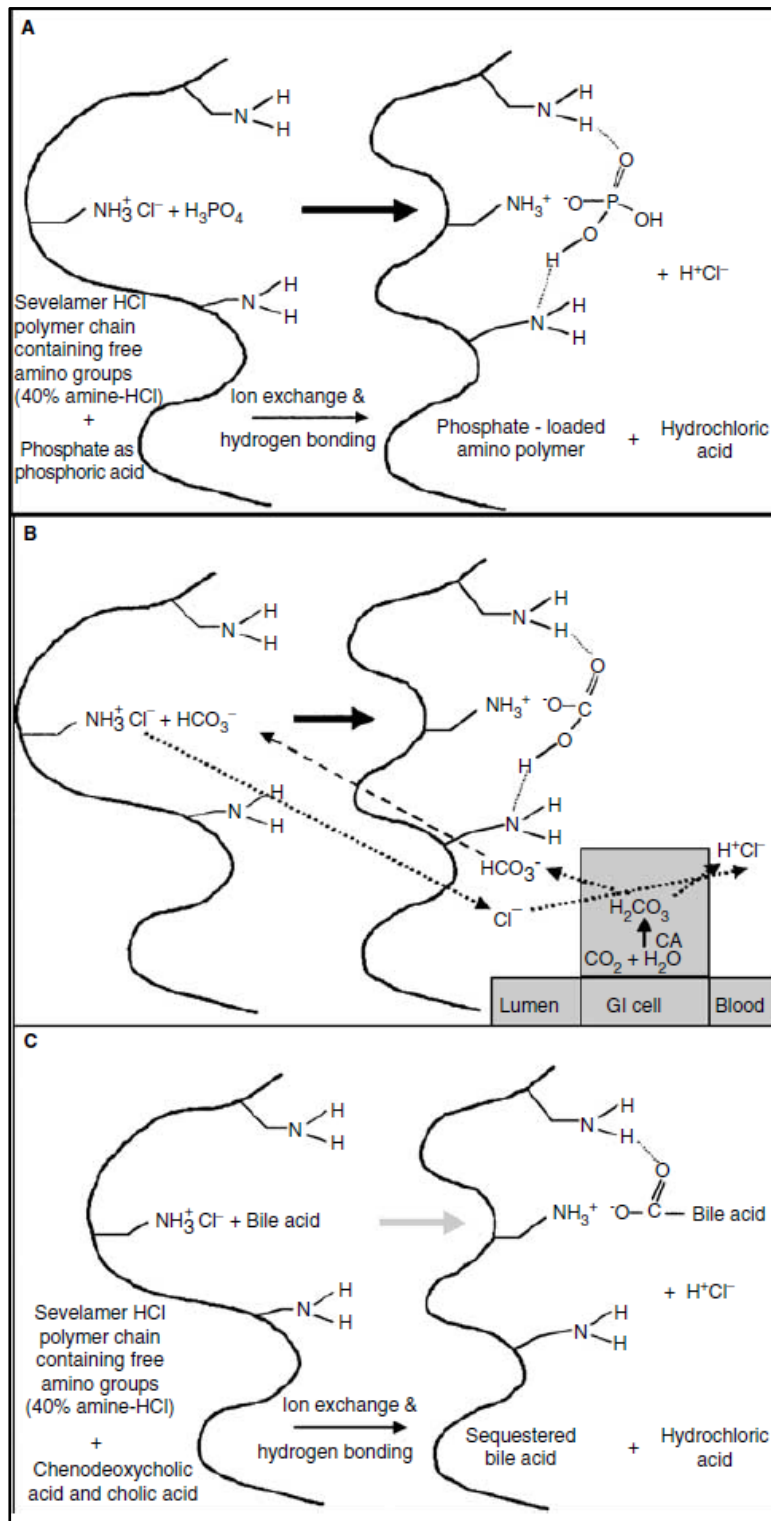 A
H
N
H
NH₃⁺ Cl⁻ + H₃PO₄
N
H
H
Sevelamer HCl
polymer chain
containing free
amino groups
(40% amine-HCl)
+
Phosphate as
phosphoric acid
Ion exchange &
hydrogen bonding
H
N
H
O
NH₃⁺ ⁻O P
OH
O
H
+ H⁺Cl⁻
N
H
H
Phosphate - loaded
amino polymer
+
Hydrochloric
acid
B
H
N
H
NH₃⁺ Cl⁻ + HCO₃⁻
N
H
H
H
N
H
O
NH₃⁺ ⁻O C
O
H
N
H
H
HCO₃⁻
Cl⁻
H⁺Cl⁻
H₂CO₃
CA
CO₂ + H₂O
Lumen
GI cell
Blood
C
H
N
H
NH₃⁺ Cl⁻ + Bile acid
N
H
H
Sevelamer HCl
polymer chain
containing free
amino groups
(40% amine-HCl)
+
Chenodeoxycholic
acid and cholic acid
Ion exchange &
hydrogen bonding
H
N
H
O
NH₃⁺ ⁻O C Bile acid
+ H⁺Cl⁻
N
H
H
Sequestered
bile acid
+
Hydrochloric
acid